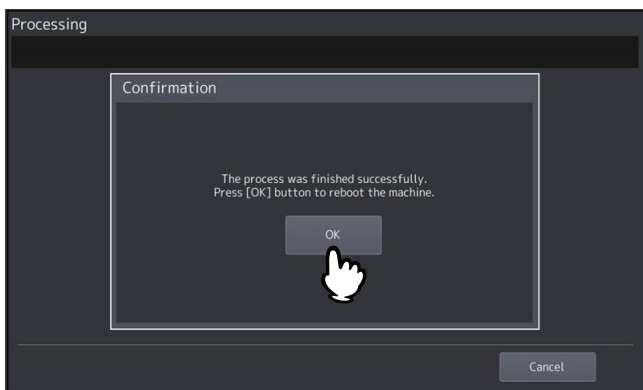 Processing
Confirmation
The process was finished successfully.
Press [OK] button to reboot the machine.
OK
Cancel